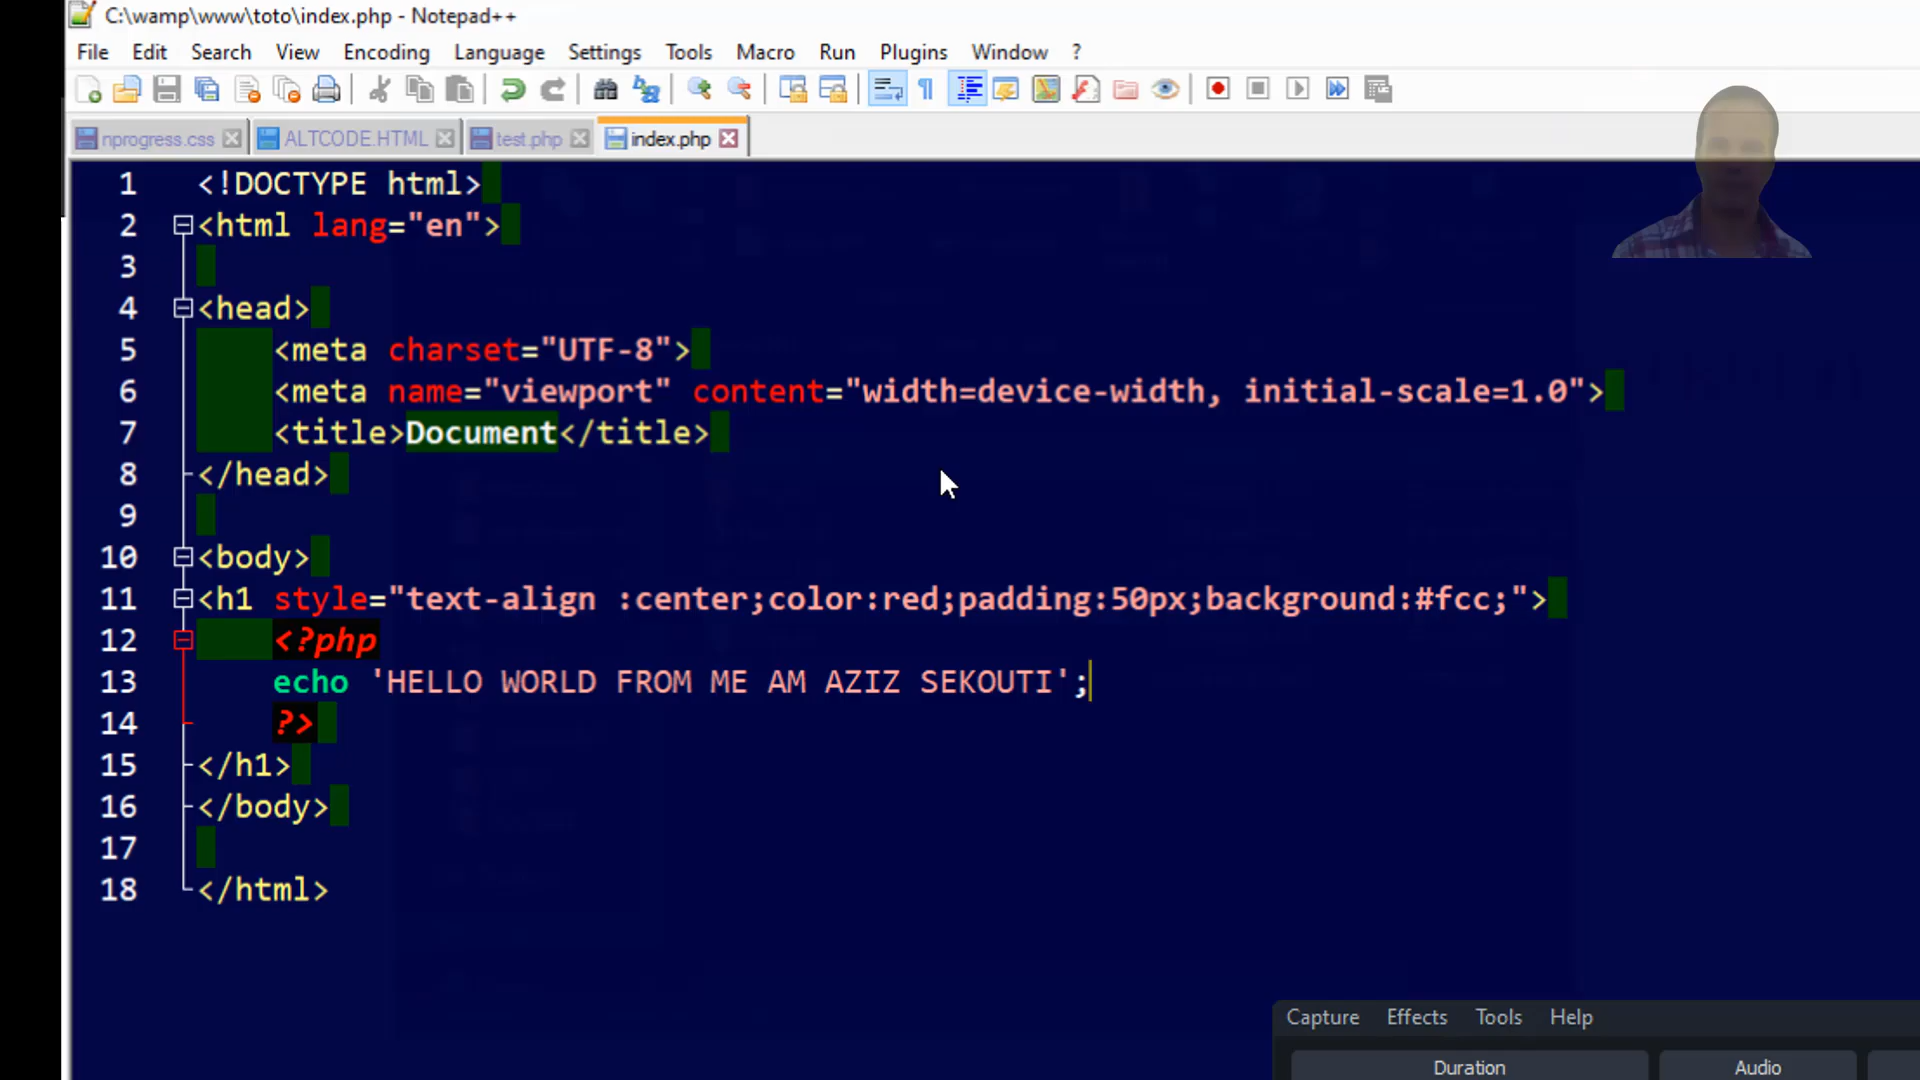 C:\wamp\www\toto\index.php - Notepad++
File Edit Search View Encoding Language Settings Tools Macro Run Plugins Window ?
nprogress.css ALTCODE.HTML test.php index.php
1 <!DOCTYPE html>
2 <html lang="en">
3
4 <head>
5 <meta charset="UTF-8">
6 <meta name="viewport" content="width=device-width, initial-scale=1.0">
7 <title>Document</title>
8 </head>
9
10 <body>
11 <h1 style="text-align :center;color:red;padding:50px;background:#fcc;">
12 <?php
13 echo 'HELLO WORLD FROM ME AM AZIZ SEKOUTI';
14 ?>
15 </h1>
16 </body>
17
18 </html>
Capture Effects Tools Help
Duration Audio